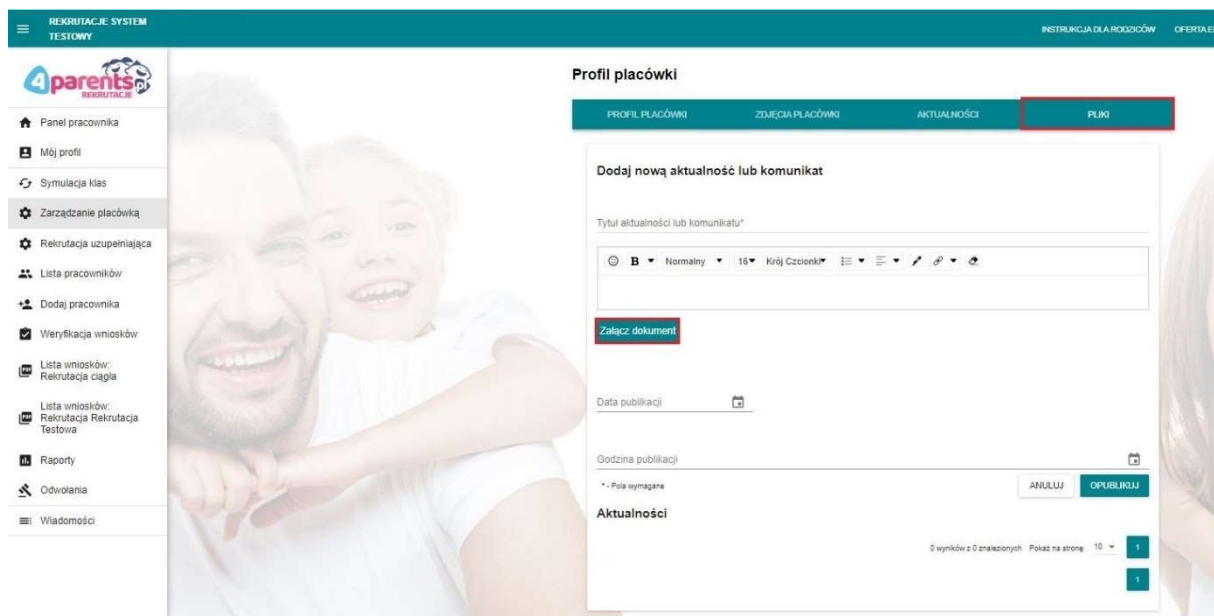 REKRUTACJE SYSTEM
TESTOWY
INSTRUKCJA DLA RODZICÓW OFERTA E
4parents.pl
REKRUTACJE
Panel pracownika
Mój profil
Symulacja klas
Zarządzanie placówką
Rekrutacja uzupełniająca
Lista pracowników
Dodaj pracownika
Weryfikacja wniosków
Lista wniosków:
Rekrutacja ciągła
Lista wniosków:
Rekrutacja Rekrutacja
Testowa
Raporty
Odwołania
Wiadomości
Profil placówki
PROFIL PLACÓWKI ZDJĘCIA PLACÓWKI AKTUALNOŚCI PLIKI
Dodaj nową aktualność lub komunikat
Tytuł aktualności lub komunikatu*
B Normalny 16 Krój Czcionki
Załącz dokument
Data publikacji
Godzina publikacji
* - Pola wymagane
ANULUJ OPUBLIKUJ
Aktualności
0 wyników z 0 znalezionych Pokaż na stronę 10 1
1